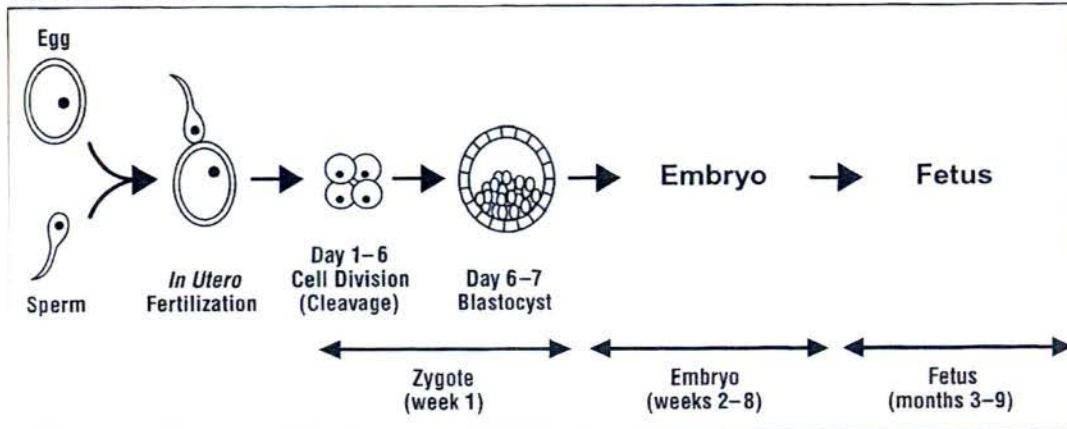 Egg
Sperm
In Utero
Fertilization
Day 1–6
Cell Division
(Cleavage)
Day 6–7
Blastocyst
Embryo
Fetus
Zygote
(week 1)
Embryo
(weeks 2–8)
Fetus
(months 3–9)